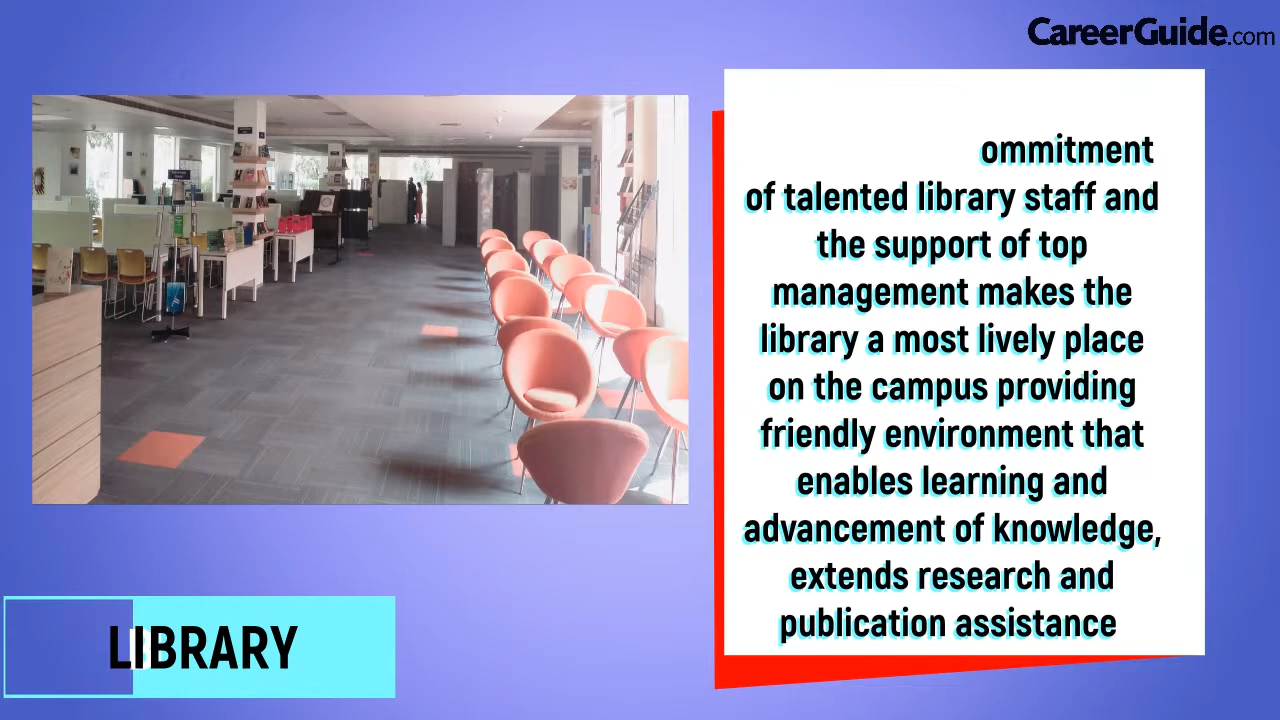 CareerGuide.com
ommitment
of talented library staff and
the support of top
management makes the
library a most lively place
on the campus providing
friendly environment that
enables learning and
advancement of knowledge,
extends research and
publication assistance
LIBRARY